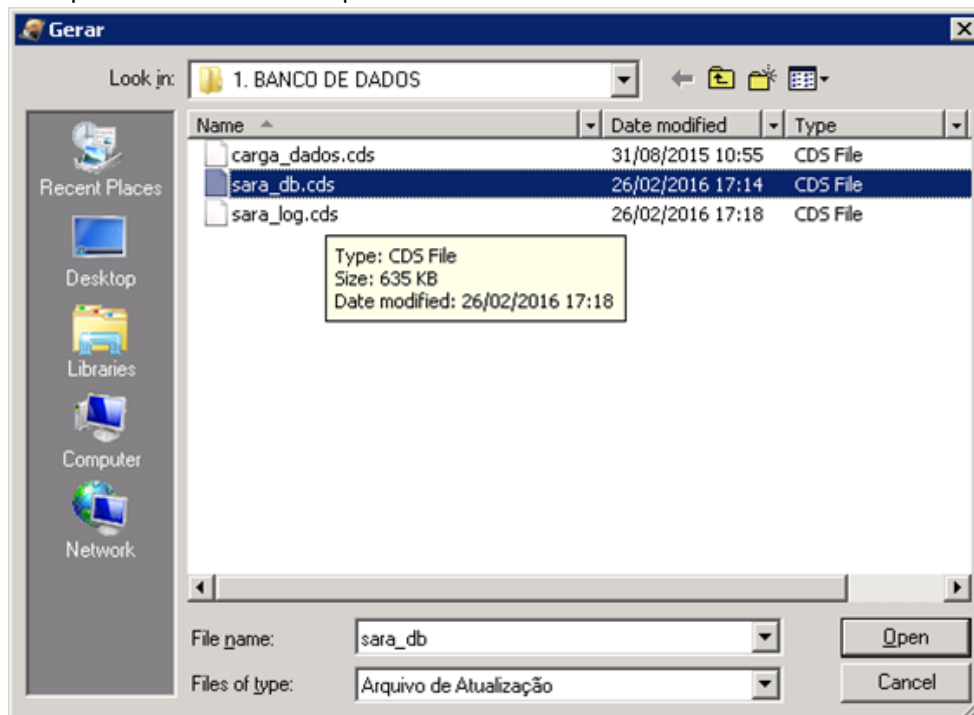 Gerar
Look in: 1. BANCO DE DADOS
Name Date modified Type
carga_dados.cds 31/08/2015 10:55 CDS File
sara_db.cds 26/02/2016 17:14 CDS File
sara_log.cds 26/02/2016 17:18 CDS File
Type: CDS File
Size: 635 KB
Date modified: 26/02/2016 17:18
Recent Places
Desktop
Libraries
Computer
Network
File name: sara_db Open
Files of type: Arquivo de Atualização Cancel